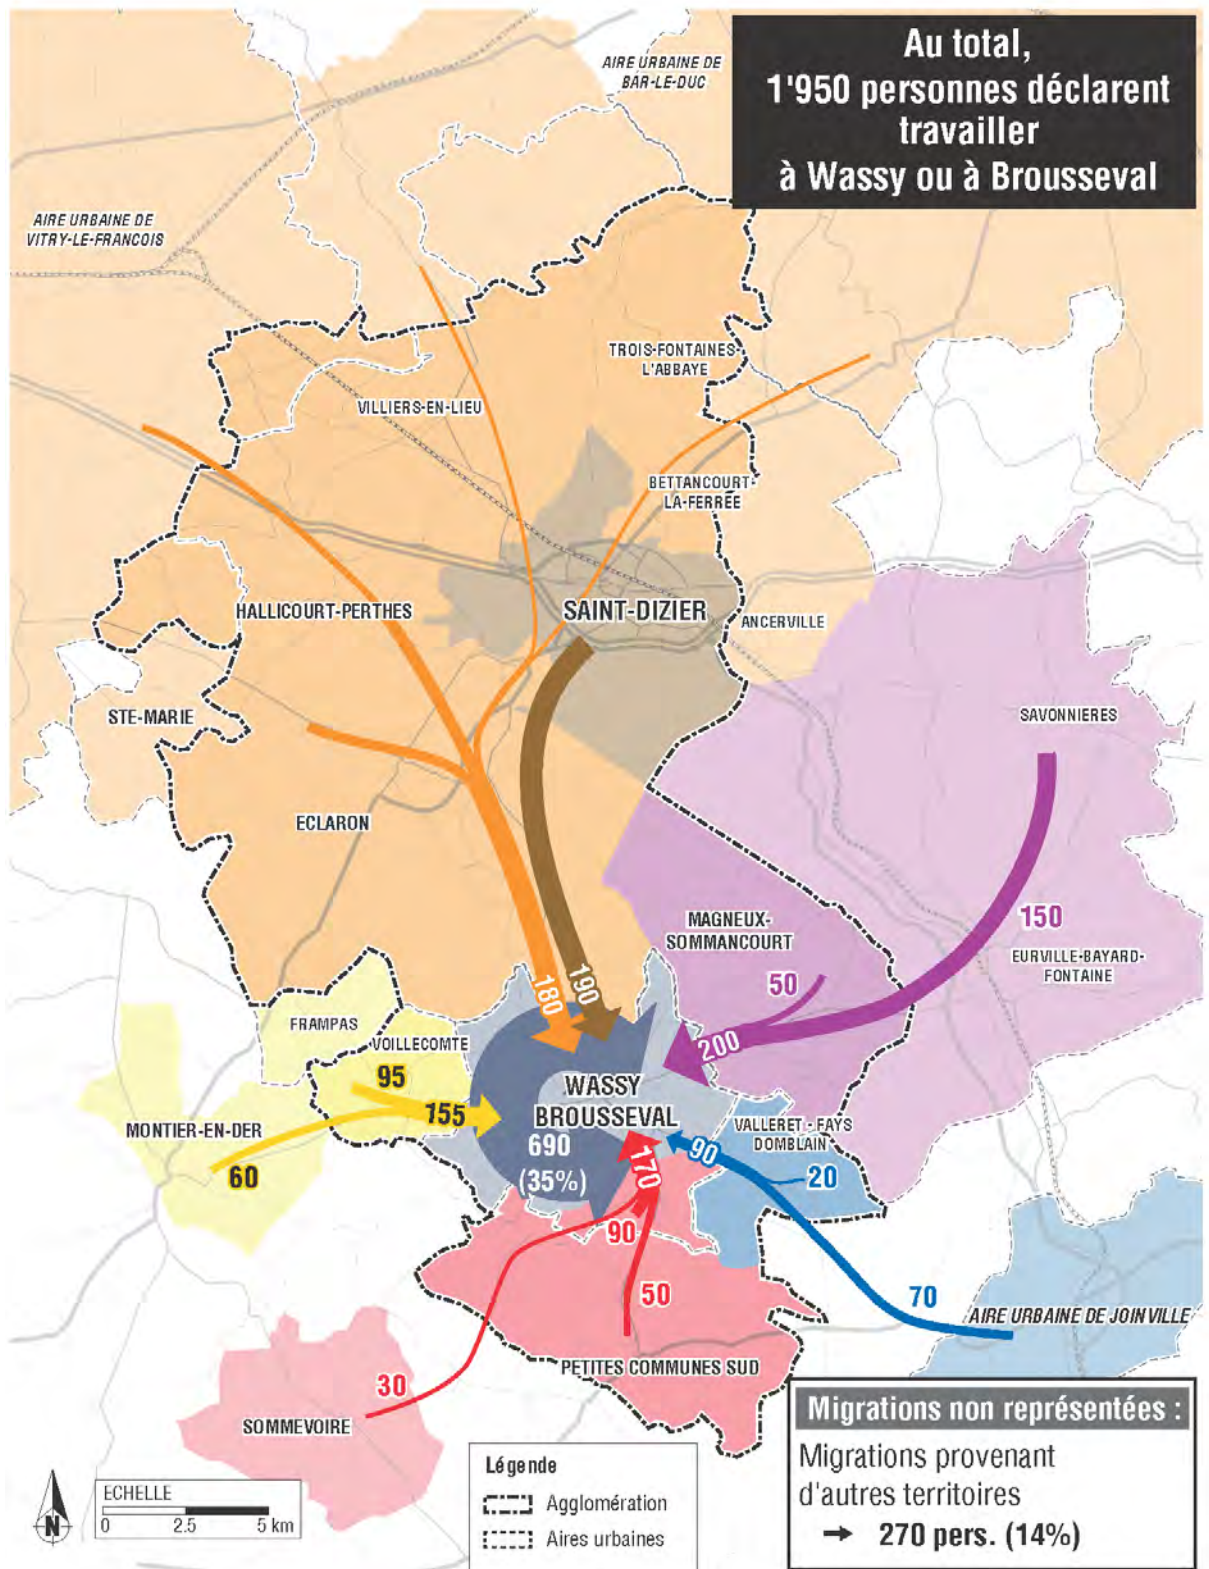 Au total,
1'950 personnes déclarent
travailler
à Wassy ou à Brousseval
AIRE URBAINE DE
BAR-LE-DUC
AIRE URBAINE DE
VITRY-LE-FRANCOIS
TROIS-FONTAINES-
L'ABBAYE
VILLIERS-EN-LIEU
BETTANCOURT-
LA-FERRÉE
HALLICOURT-PERTHES
SAINT-DIZIER
ANCERVILLE
STE-MARIE
SAVONNIERES
ECLARON
MAGNEUX-
SOMMANCOURT
150
EURVILLE-BAYARD-
FONTAINE
50
180
190
200
FRAMPAS
VOILLECOMTE
95
155
WASSY
BROUSSEVAL
690
(35%)
MONTIER-EN-DER
60
VALLERET - FAYS
DOMBLAIN
90
20
170
90
50
70
AIRE URBAINE DE JOINVILLE
PETITES COMMUNES SUD
30
SOMMEVOIRE
Migrations non représentées :
Migrations provenant
d'autres territoires
→ 270 pers. (14%)
Légende
Agglomération
Aires urbaines
ECHELLE
0 2.5 5 km
N